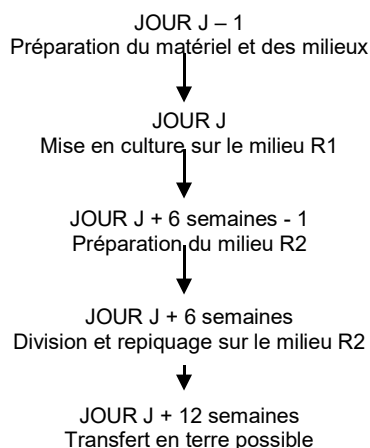 JOUR J – 1
Préparation du matériel et des milieux
JOUR J
Mise en culture sur le milieu R1
JOUR J + 6 semaines - 1
Préparation du milieu R2
JOUR J + 6 semaines
Division et repiquage sur le milieu R2
JOUR J + 12 semaines
Transfert en terre possible